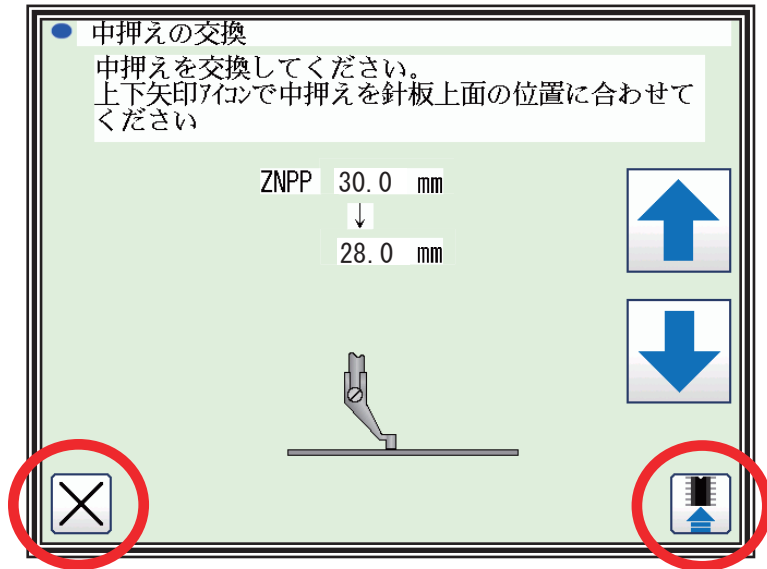 中押えの交換
中押えを交換してください。
上下矢印ｱｲｺﾝで中押えを針板上面の位置に合わせて
ください
ZNPP 30.0 mm
↓
28.0 mm